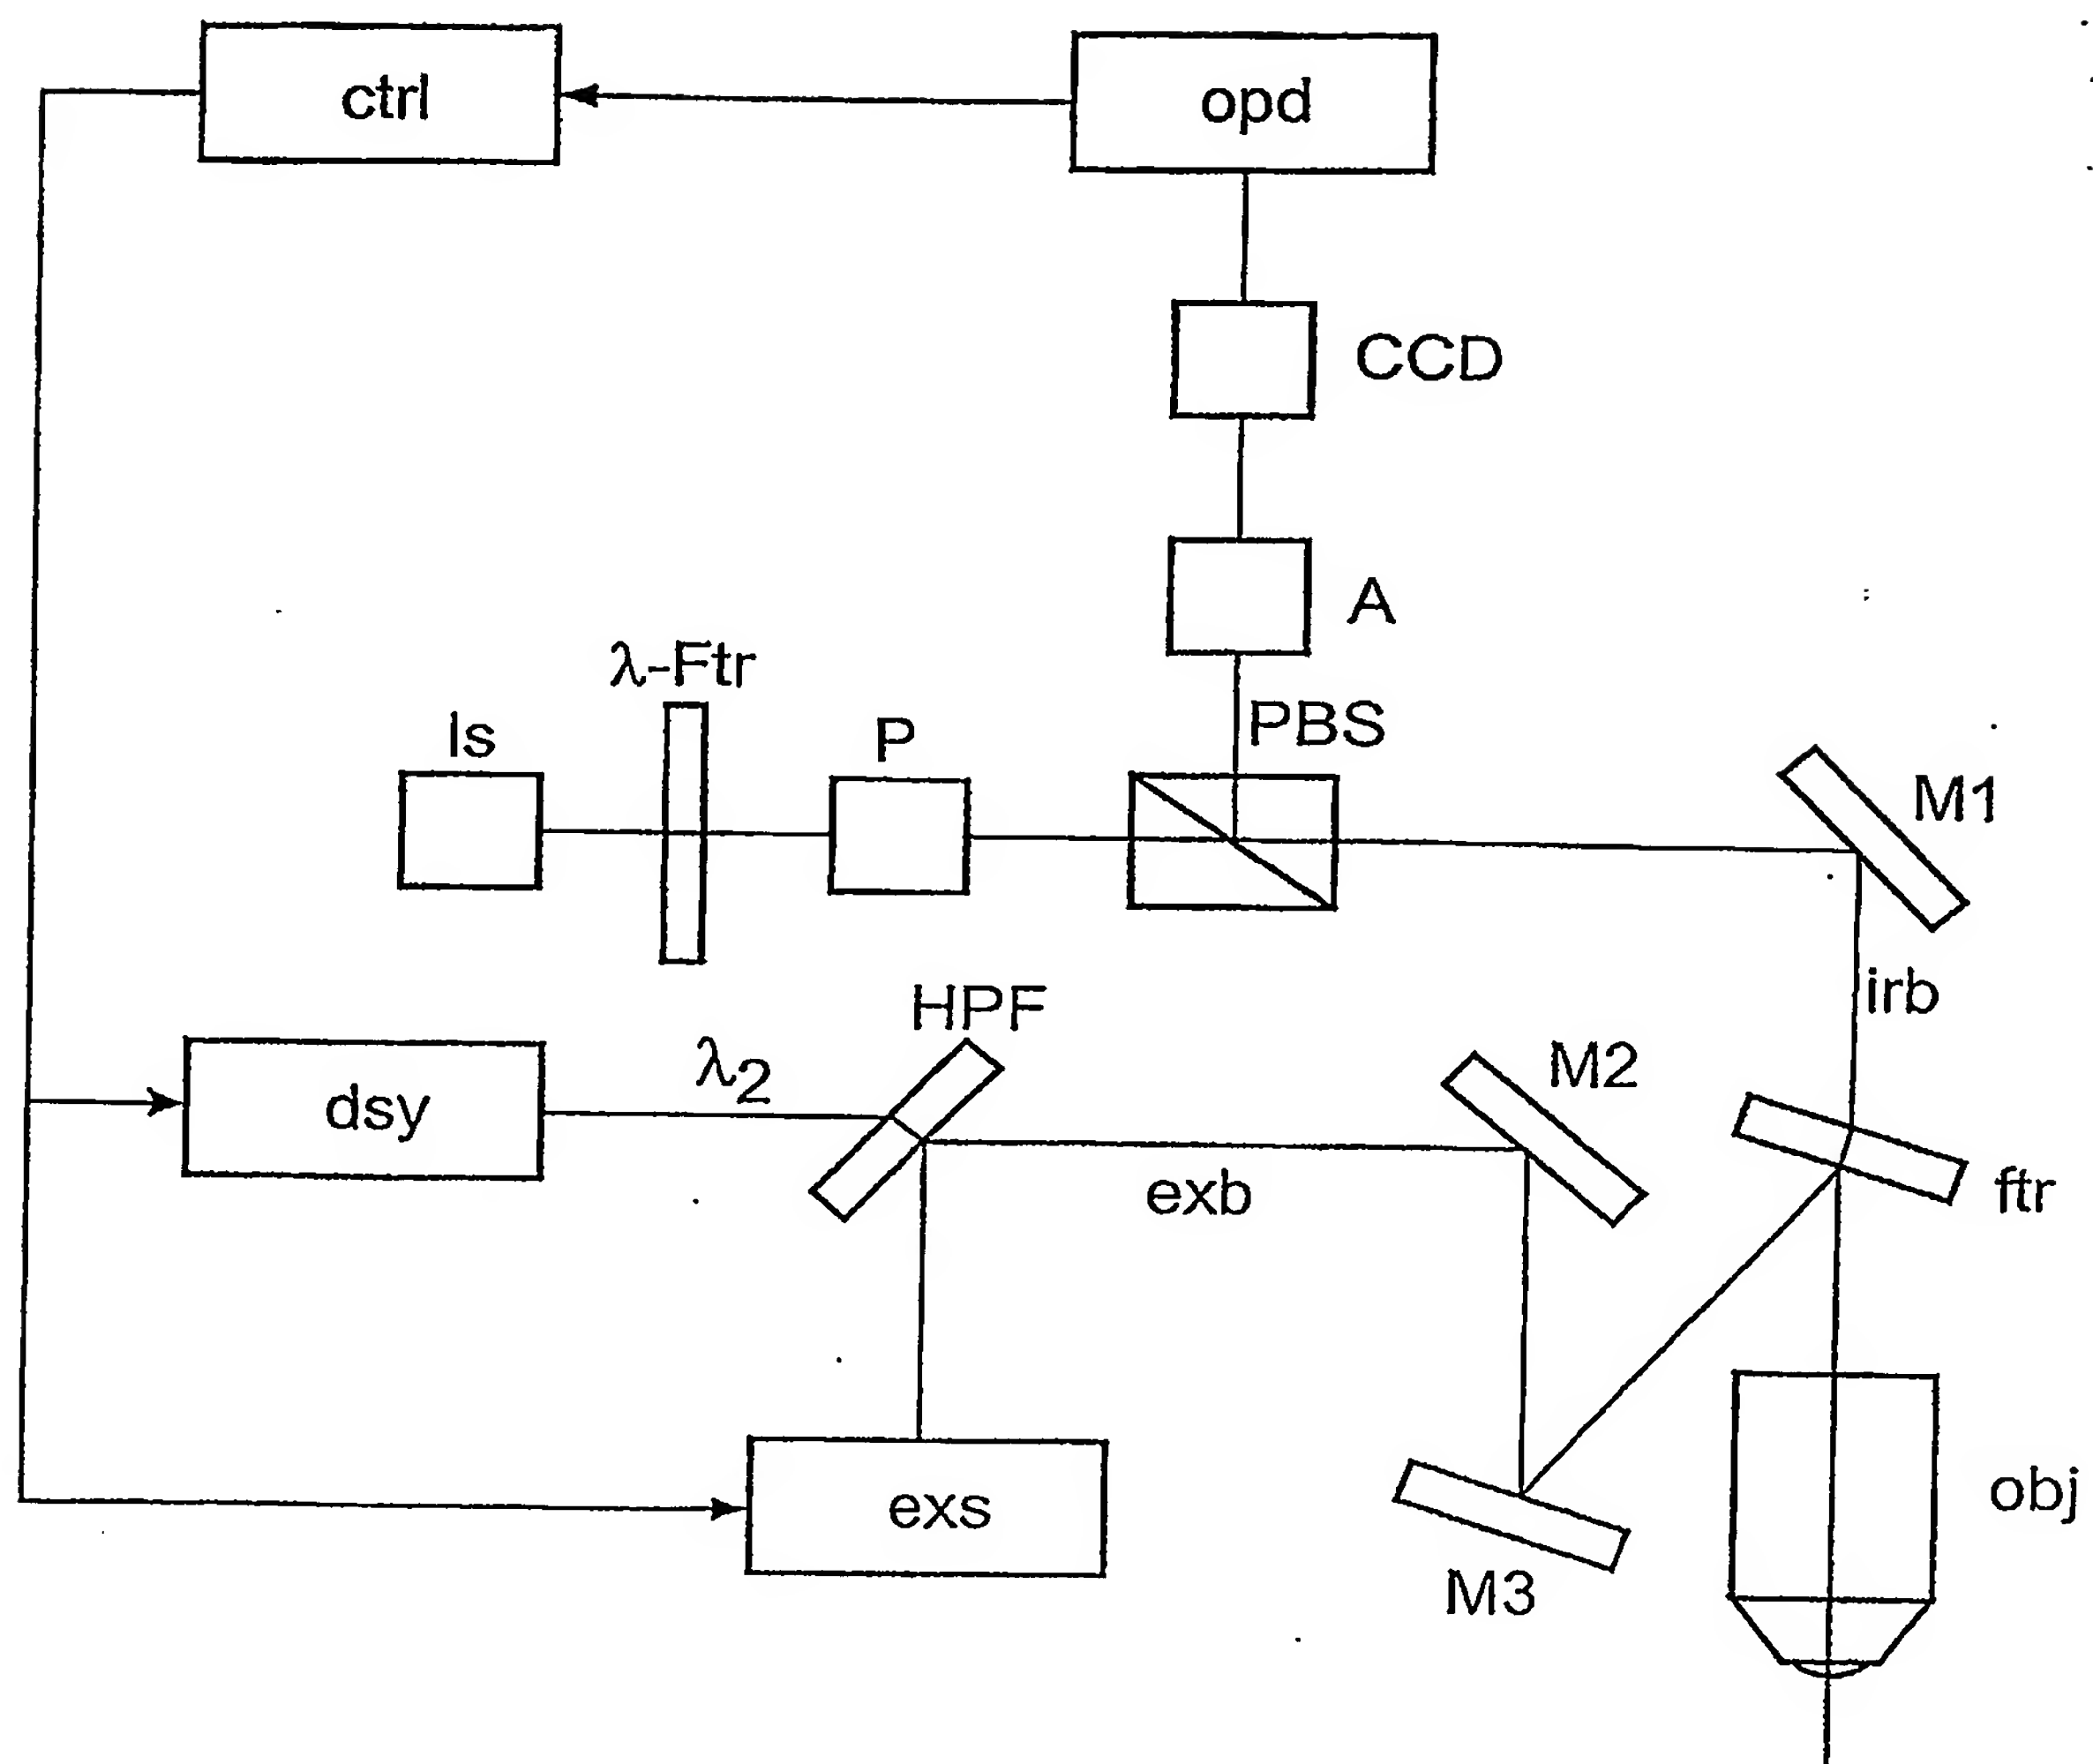 ctrl
opd
CCD
A
λ-Ftr
PBS
ls
P
M1
irb
HPF
λ2
M2
dsy
exb
ftr
obj
exs
M3